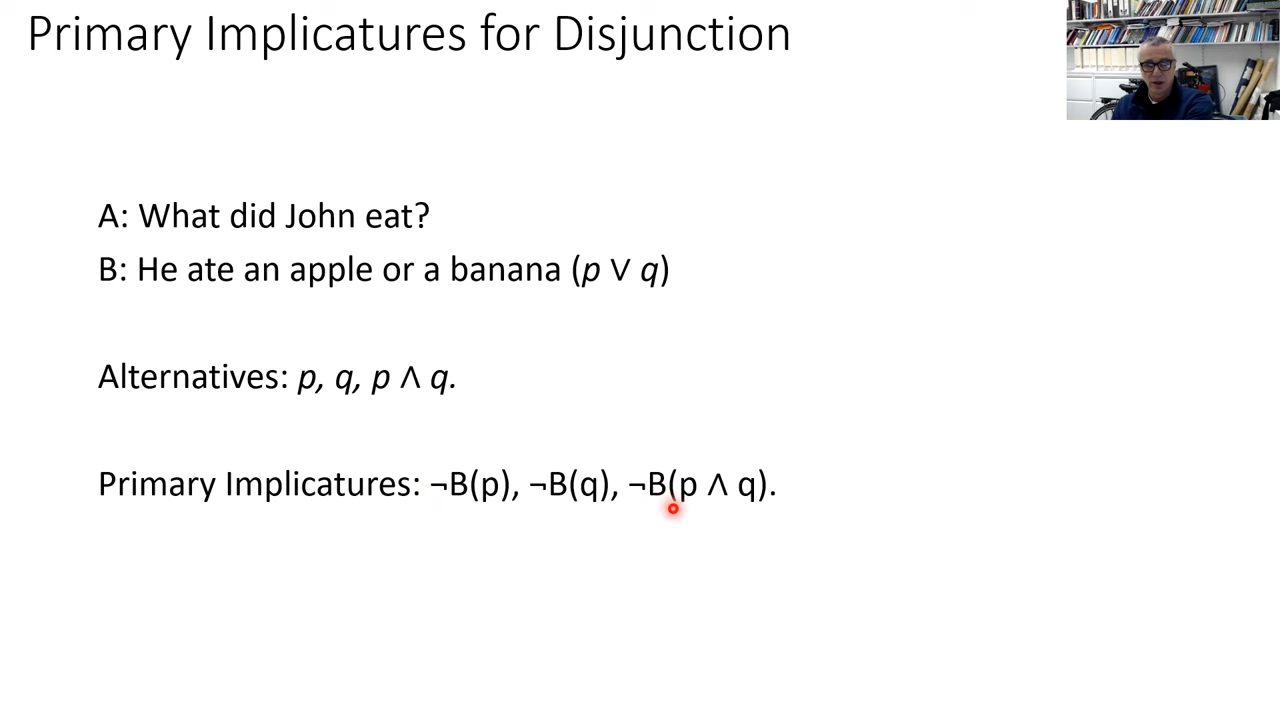 Primary Implicatures for Disjunction
A: What did John eat?
B: He ate an apple or a banana (p ∨ q)
Alternatives: p, q, p ∧ q.
Primary Implicatures: ¬B(p), ¬B(q), ¬B(p ∧ q).